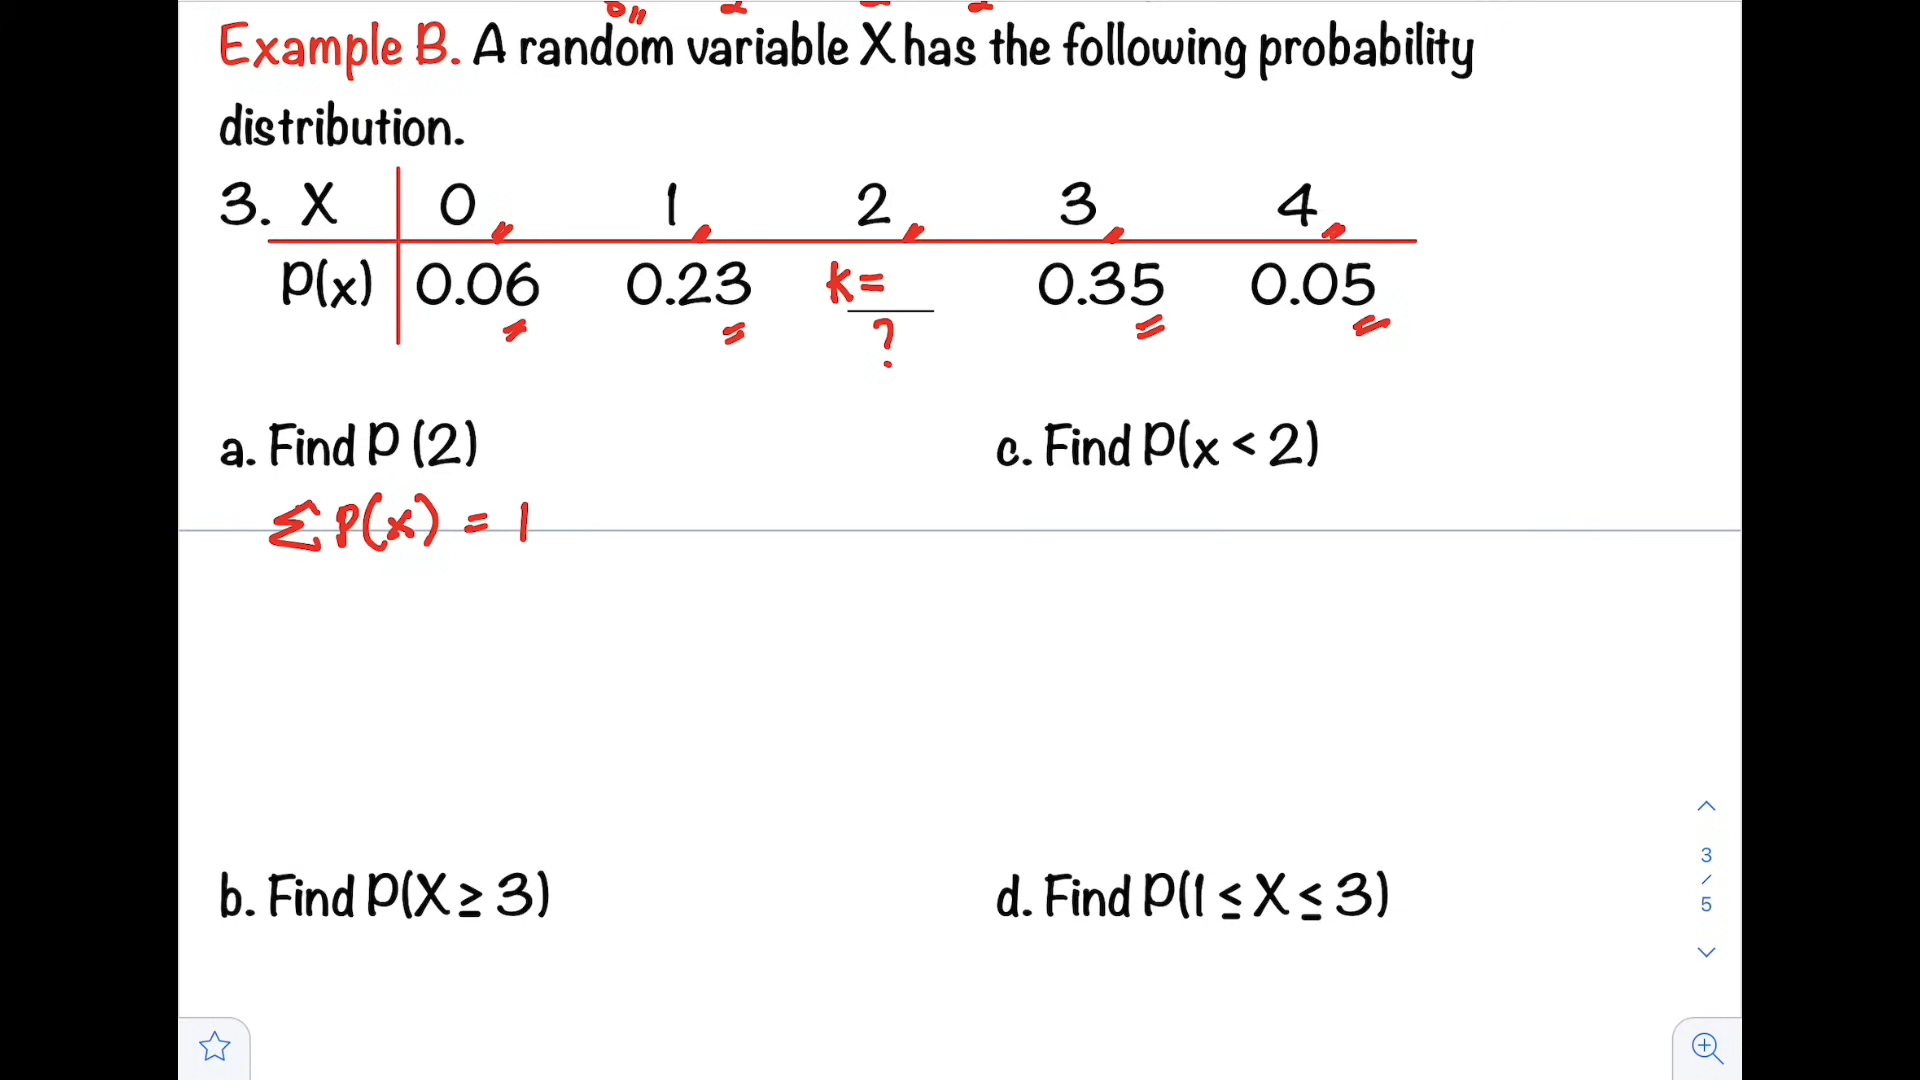 Example B. A random variable X has the following probability
distribution.
3. X 0 1 2 3 4
P(x) 0.06 0.23 k= 0.35 0.05
?
a. Find P (2) c. Find P(x < 2)
Σ P(x) = 1
b. Find P(X ≥ 3) d. Find P(1 ≤ X ≤ 3)
3
/
5